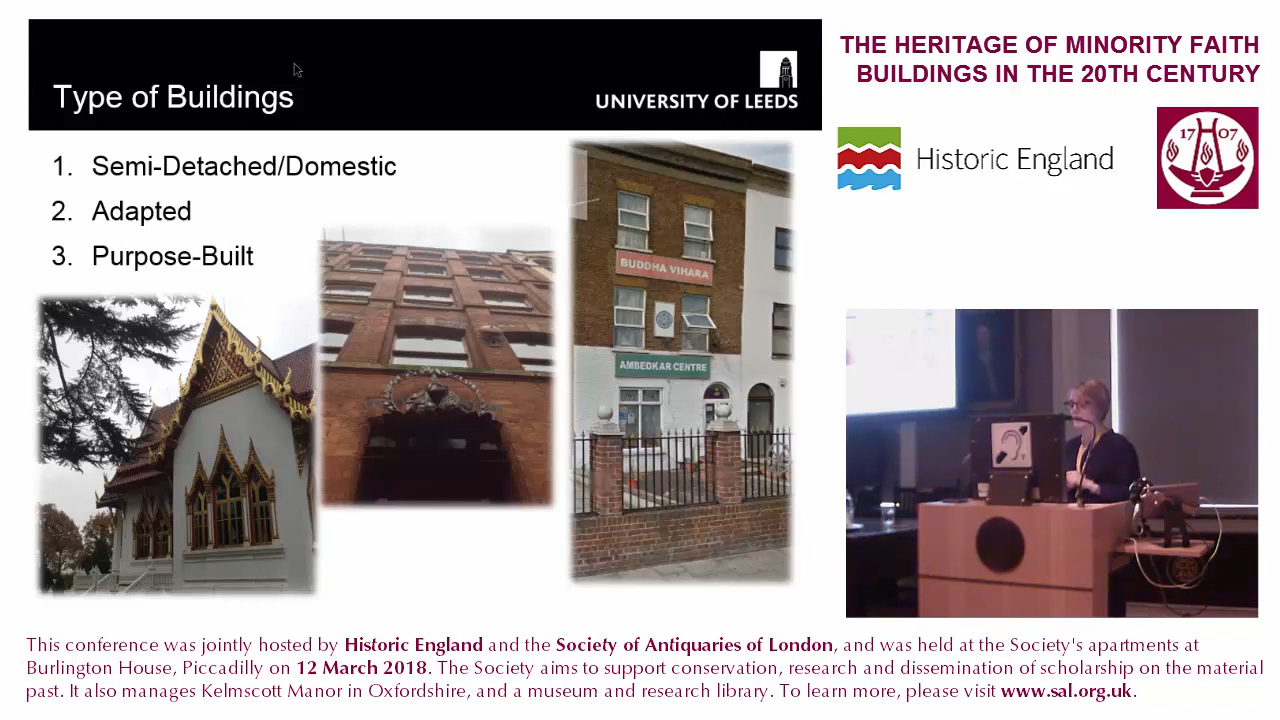 Type of Buildings
UNIVERSITY OF LEEDS
1. Semi-Detached/Domestic
2. Adapted
3. Purpose-Built
BUDDHA VIHARA
AMBEDKAR CENTRE
THE HERITAGE OF MINORITY FAITH
BUILDINGS IN THE 20TH CENTURY
Historic England
1707
This conference was jointly hosted by Historic England and the Society of Antiquaries of London, and was held at the Society's apartments at
Burlington House, Piccadilly on 12 March 2018. The Society aims to support conservation, research and dissemination of scholarship on the material
past. It also manages Kelmscott Manor in Oxfordshire, and a museum and research library. To learn more, please visit www.sal.org.uk.